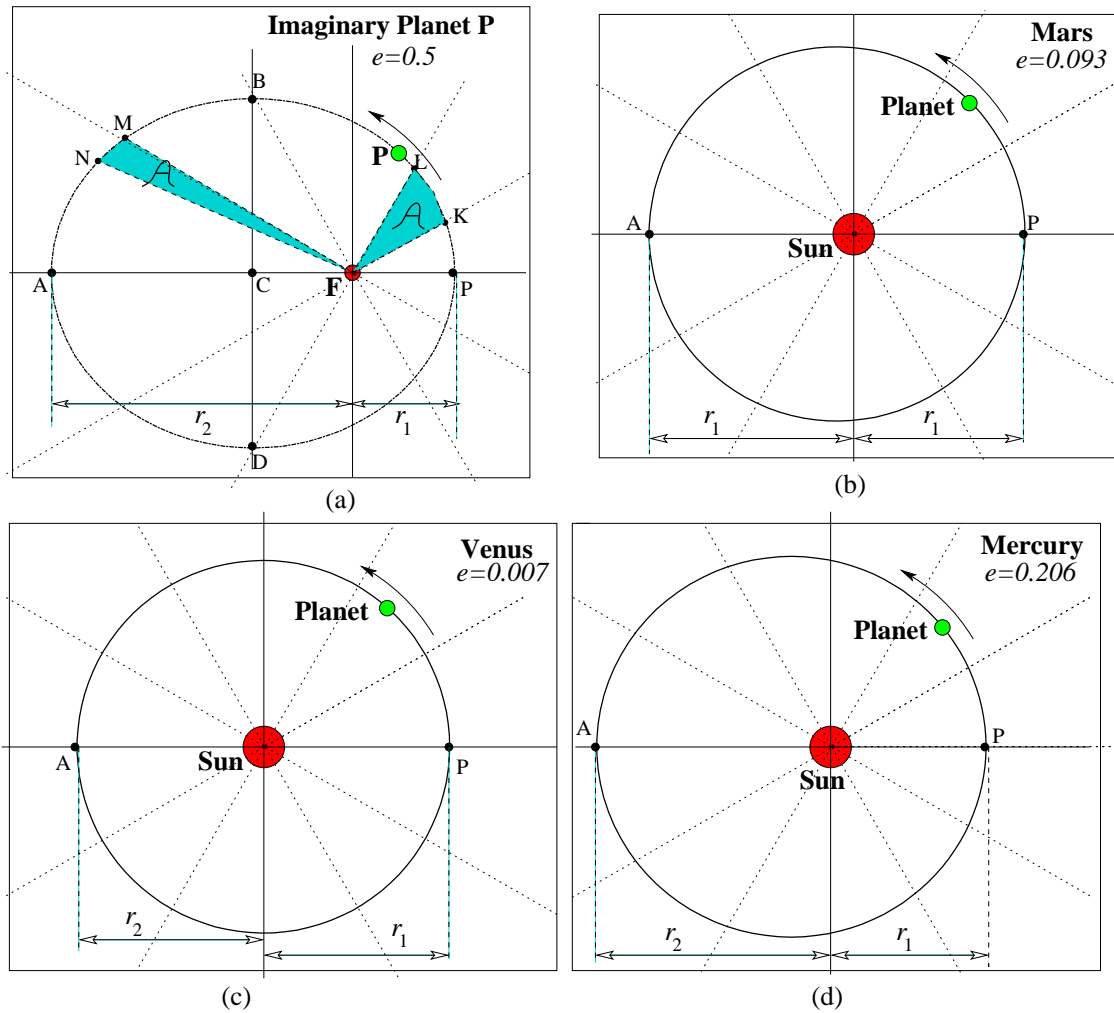 Imaginary Planet P
e=0.5
B
M
N
A
P
L
A
K
A
C
F
P
r2
r1
D
(a)
Mars
e=0.093
Planet
A
P
Sun
r1
r1
(b)
Venus
e=0.007
Planet
Sun
A
P
r2
r1
(c)
Mercury
e=0.206
Planet
A
P
Sun
r2
r1
(d)